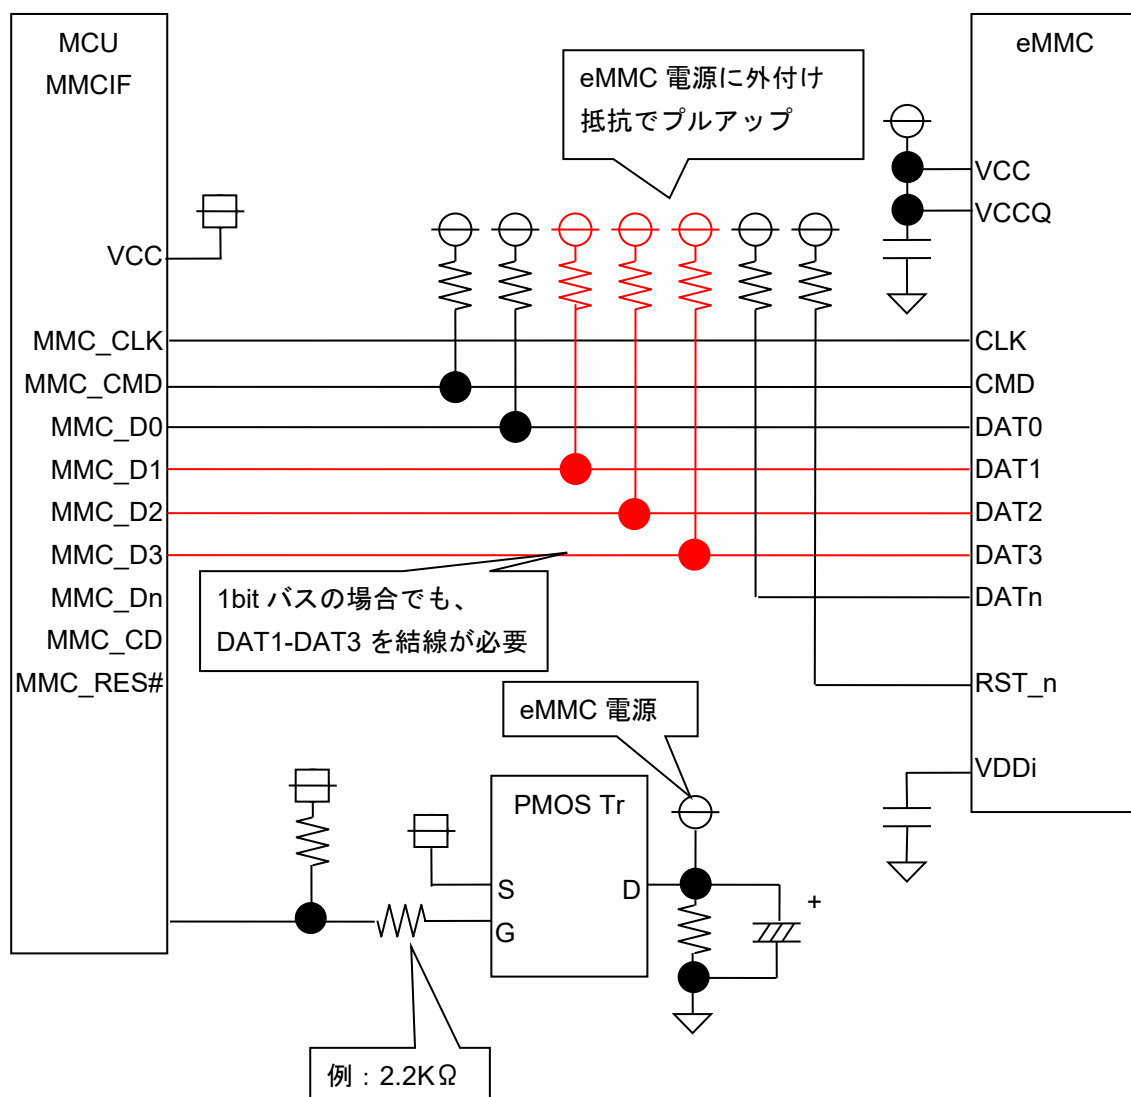 MCU
MMCIF
eMMC
eMMC 電源に外付け
抵抗でプルアップ
VCC
VCCQ
VCC
MMC_CLK
CLK
MMC_CMD
CMD
MMC_D0
DAT0
MMC_D1
DAT1
MMC_D2
DAT2
MMC_D3
DAT3
MMC_Dn
DATn
MMC_CD
MMC_RES#
RST_n
1bit バスの場合でも、
DAT1-DAT3 を結線が必要
eMMC 電源
VDDi
PMOS Tr
S
D
G
+
例：2.2KΩ